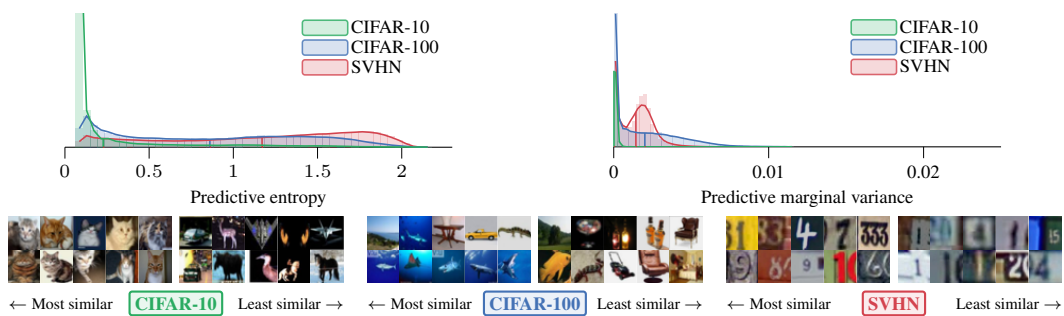 CIFAR-10
CIFAR-100
SVHN
0
0.5
1
1.5
2
Predictive entropy
CIFAR-10
CIFAR-100
SVHN
0
0.01
0.02
Predictive marginal variance
← Most similar
CIFAR-10
Least similar →
← Most similar
CIFAR-100
Least similar →
← Most similar
SVHN
Least similar →